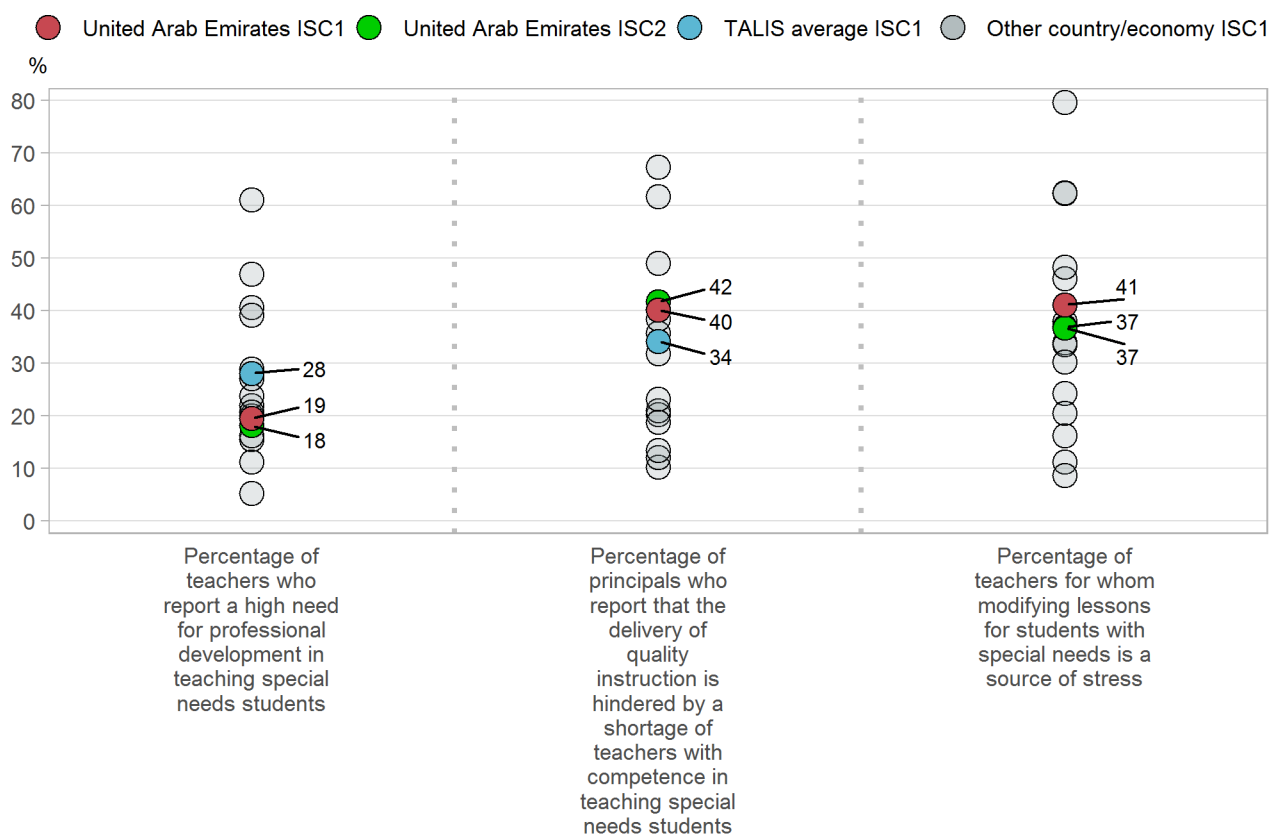 United Arab Emirates ISC1 United Arab Emirates ISC2 TALIS average ISC1 Other country/economy ISC1
%
80
70
60
50
40
30
20
10
0
28
19
18
42
40
34
41
37
37
Percentage of
teachers who
report a high need
for professional
development in
teaching special
needs students
Percentage of
principals who
report that the
delivery of
quality
instruction is
hindered by a
shortage of
teachers with
competence in
teaching special
needs students
Percentage of
teachers for whom
modifying lessons
for students with
special needs is a
source of stress